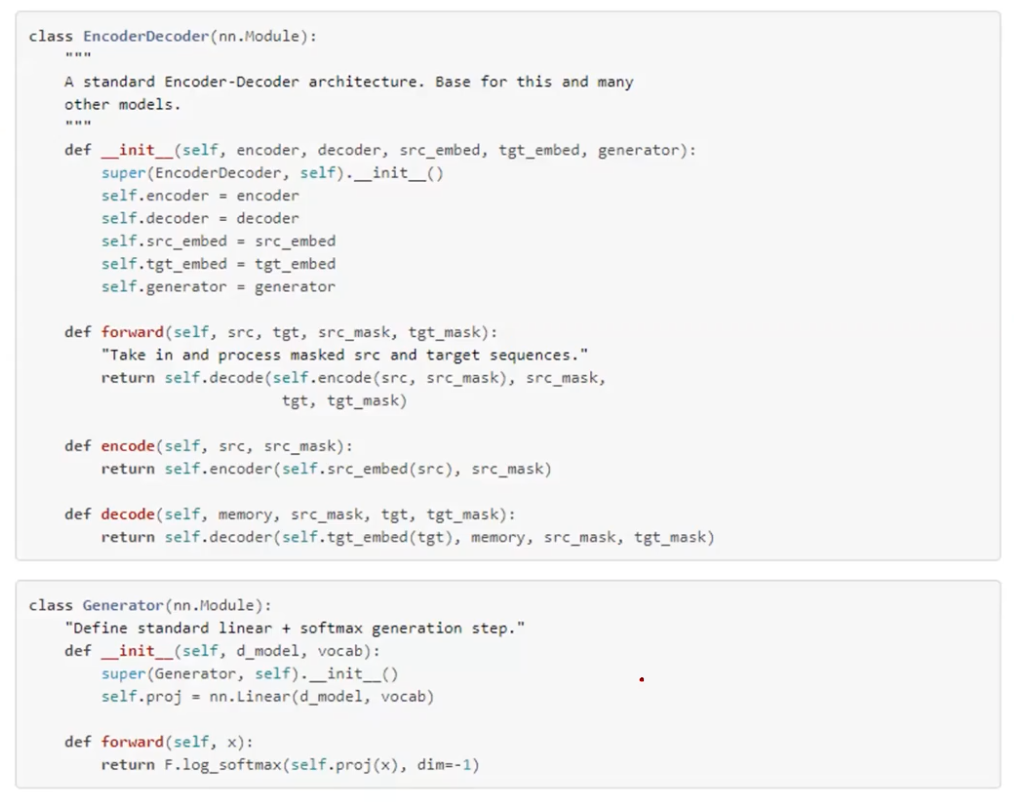 class EncoderDecoder(nn.Module):
    """
    A standard Encoder-Decoder architecture. Base for this and many
    other models.
    """
    def __init__(self, encoder, decoder, src_embed, tgt_embed, generator):
        super(EncoderDecoder, self).__init__()
        self.encoder = encoder
        self.decoder = decoder
        self.src_embed = src_embed
        self.tgt_embed = tgt_embed
        self.generator = generator

    def forward(self, src, tgt, src_mask, tgt_mask):
        "Take in and process masked src and target sequences."
        return self.decode(self.encode(src, src_mask), src_mask,
                            tgt, tgt_mask)

    def encode(self, src, src_mask):
        return self.encoder(self.src_embed(src), src_mask)

    def decode(self, memory, src_mask, tgt, tgt_mask):
        return self.decoder(self.tgt_embed(tgt), memory, src_mask, tgt_mask)

class Generator(nn.Module):
    "Define standard linear + softmax generation step."
    def __init__(self, d_model, vocab):
        super(Generator, self).__init__()
        self.proj = nn.Linear(d_model, vocab)

    def forward(self, x):
        return F.log_softmax(self.proj(x), dim=-1)